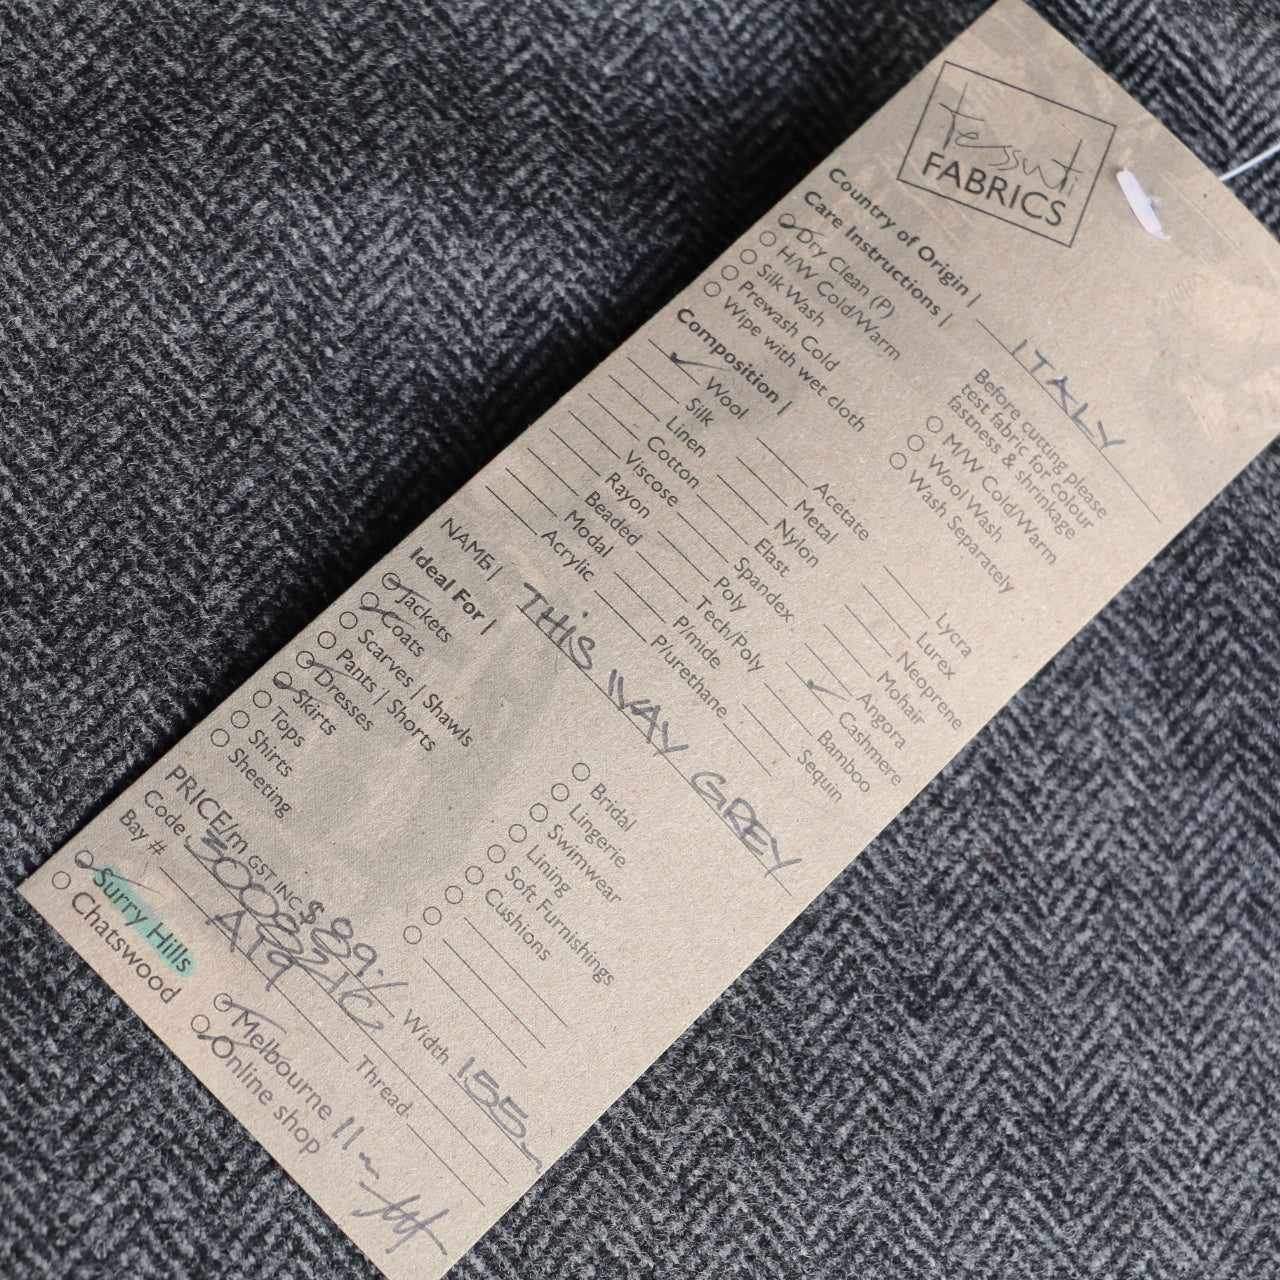 tessuti
FABRICS
Country of Origin | ITALY
Care Instructions |
Dry Clean (P)
H/W Cold/Warm
Silk Wash
Prewash Cold
Wipe with wet cloth
Before cutting please
test fabric for colour
fastness & shrinkage
M/W Cold/Warm
Wool Wash
Wash Separately
Composition |
Wool
Silk
Linen
Cotton
Viscose
Rayon
Beaded
Modal
Acrylic
Acetate
Metal
Nylon
Elast
Spandex
Poly
Tech/Poly
P/mide
P/urethane
Lycra
Lurex
Neoprene
Mohair
Angora
Cashmere
Bamboo
Sequin
NAME| THIS WAY GREY
Ideal For |
Jackets
Coats
Scarves | Shawls
Pants | Shorts
Dresses
Skirts
Tops
Shirts
Sheeting
Bridal
Lingerie
Swimwear
Lining
Soft Furnishings
Cushions
PRICE/m GST INC $ 89.
Width 155
Code
Bay # A19
Thread
Surry Hills
Chatswood
Melbourne 11m
Online shop